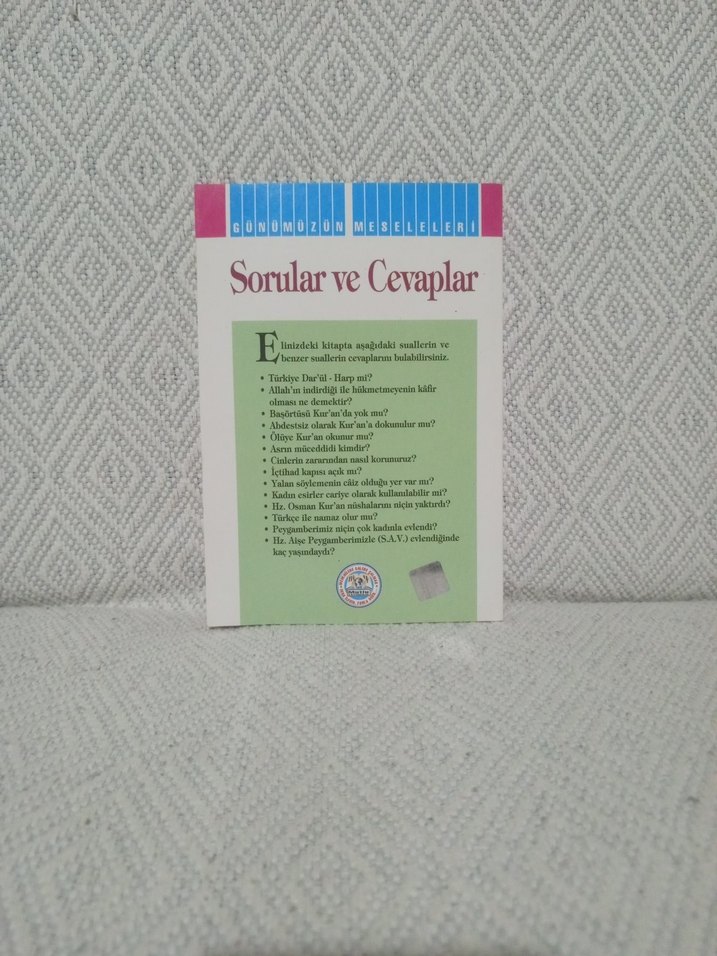 GÜNÜMÜZÜN MESELELERİ
Sorular ve Cevaplar
Elinizdeki kitapta aşağıdaki suallerin ve
benzer suallerin cevaplarını bulabilirsiniz.
• Türkiye Dar'ül - Harp mi?
• Allah'ın indirdiği ile hükmetmeyenin kâfir
olması ne demektir?
• Başörtüsü Kur'an'da yok mu?
• Abdestsiz olarak Kur'an'a dokunulur mu?
• Ölüye Kur'an okunur mu?
• Asrın müceddidi kimdir?
• Cinlerin zararından nasıl korunuruz?
• İçtihad kapısı açık mı?
• Yalan söylemenin câiz olduğu yer var mı?
• Kadın esirler cariye olarak kullanılabilir mi?
• Hz. Osman Kur'an nüshalarını niçin yaktırdı?
• Türkçe ile namaz olur mu?
• Peygamberimiz niçin çok kadınla evlendi?
• Hz. Aişe Peygamberimizle (S.A.V.) evlendiğinde
kaç yaşındaydı?